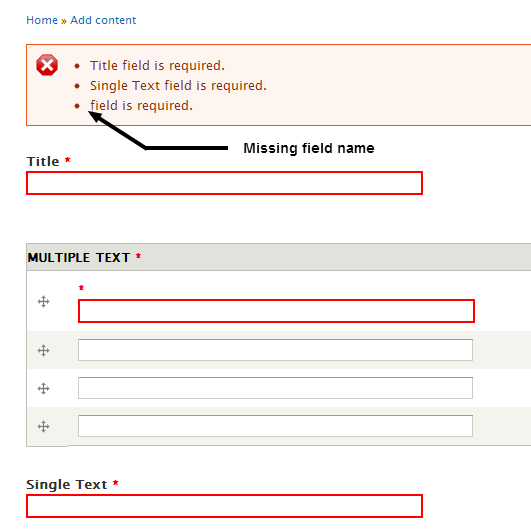 Home » Add content
• Title field is required.
• Single Text field is required.
• field is required.
Missing field name
Title *
MULTIPLE TEXT *
*
Single Text *